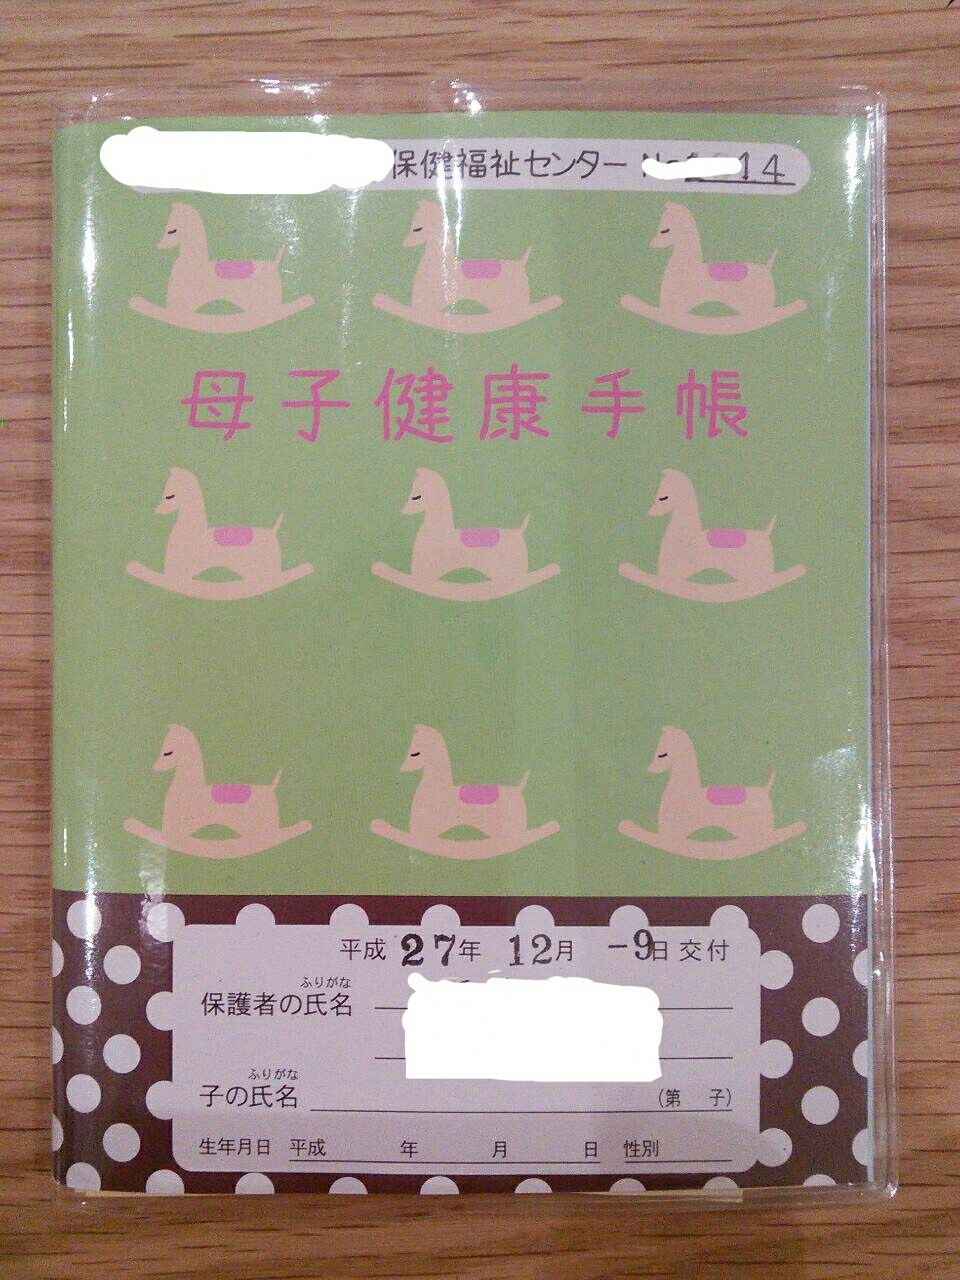 保健福祉センター 14
母子健康手帳
平成27年 12月 -9日 交付
ふりがな
保護者の氏名
ふりがな
子の氏名 (第 子)
生年月日 平成 年 月 日 性別